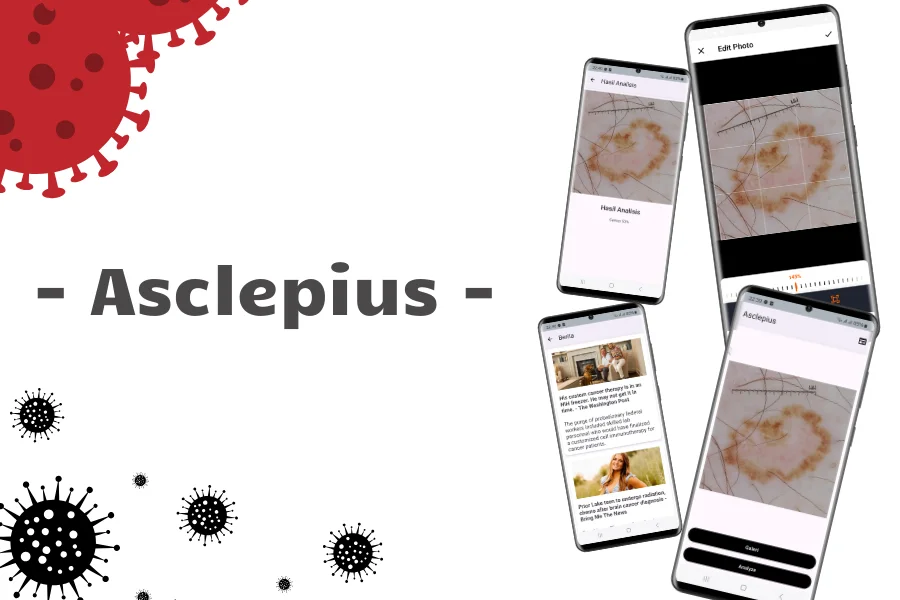 - Asclepius -
Hasil Analisis
Hasil Analisis
Edit Photo
Berita
His custom cancer therapy is in an
NIH freezer. He may not get it in
time. - The Washington Post
The purge of probationary federal
workers included skilled lab
personnel who would have finalized
a customized cell immunotherapy for
cancer patients.
Prior Lake teen to undergo radiation,
chemo after brain cancer diagnosis -
Bring Me The News
Asclepius
Galeri
Analyze